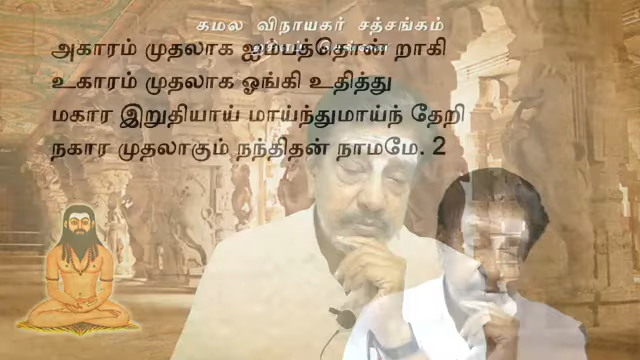 கமல விநாயகர் சத்சங்கம்
அகாரம் முதலாக ஐம்பத்தொண் றாகி
உகாரம் முதலாக ஓங்கி உதித்து
மகார இறுதியாய் மாய்ந்துமாய்ந் தேறி
நகார முதலாகும் நந்திதன் நாமமே. 2